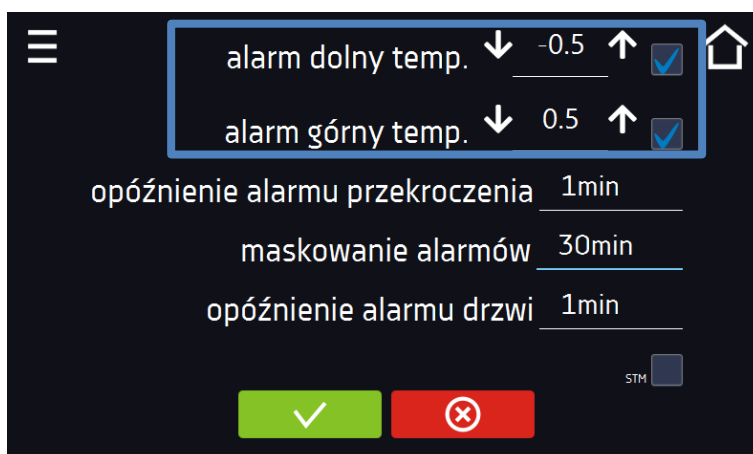 alarm dolny temp. -0.5
alarm górny temp. 0.5
opóźnienie alarmu przekroczenia 1min
maskowanie alarmów 30min
opóźnienie alarmu drzwi 1min
STM